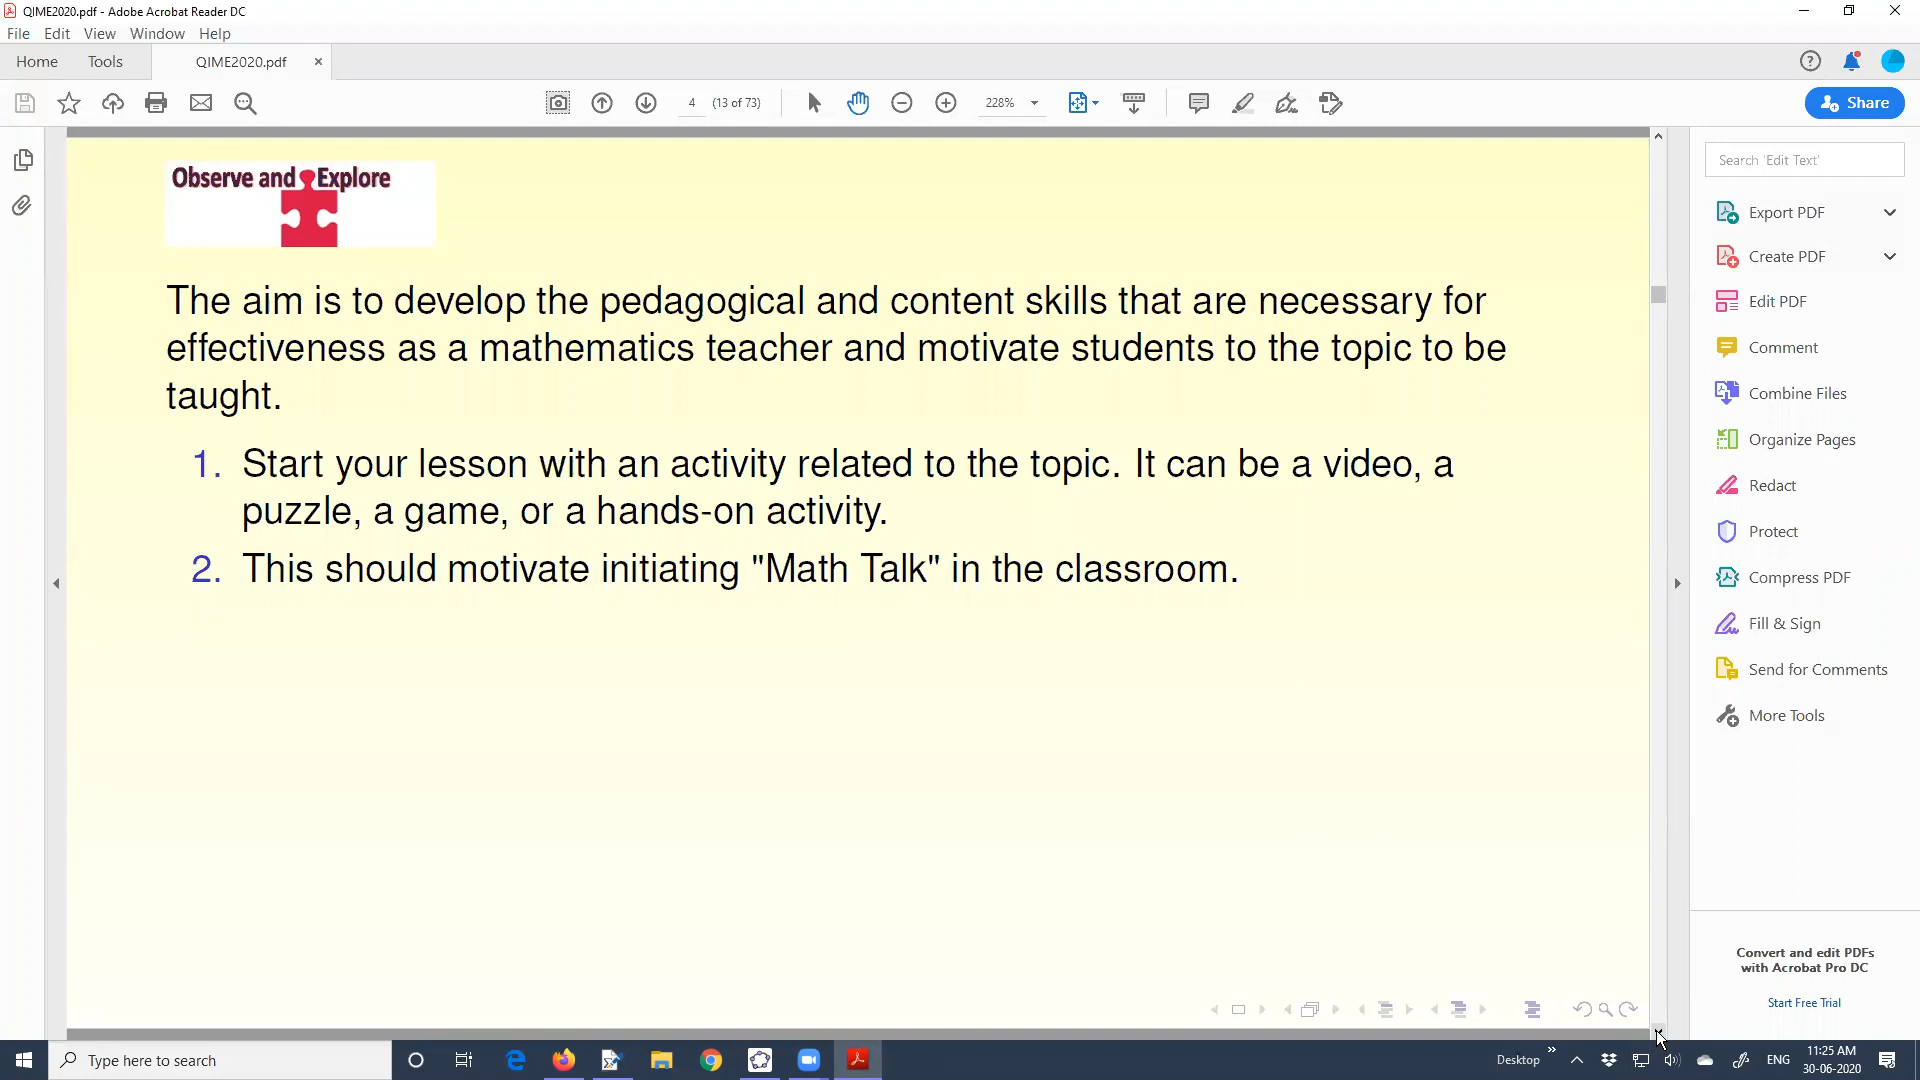 QIME2020.pdf - Adobe Acrobat Reader DC
File Edit View Window Help
Home Tools QIME2020.pdf
4 (13 of 73) 228% Share
Observe and Explore
The aim is to develop the pedagogical and content skills that are necessary for
effectiveness as a mathematics teacher and motivate students to the topic to be
taught.
1. Start your lesson with an activity related to the topic. It can be a video, a
puzzle, a game, or a hands-on activity.
2. This should motivate initiating "Math Talk" in the classroom.
Search 'Edit Text'
Export PDF
Create PDF
Edit PDF
Comment
Combine Files
Organize Pages
Redact
Protect
Compress PDF
Fill & Sign
Send for Comments
More Tools
Convert and edit PDFs
with Acrobat Pro DC
Start Free Trial
Type here to search
Desktop ENG
11:25 AM
30-06-2020